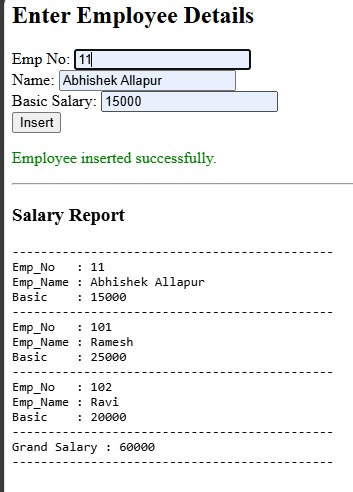 Enter Employee Details
Emp No: 11
Name: Abhishek Allapur
Basic Salary: 15000
Insert
Employee inserted successfully.
Salary Report
---------------------------------------------
Emp_No   : 11
Emp_Name : Abhishek Allapur
Basic    : 15000
---------------------------------------------
Emp_No   : 101
Emp_Name : Ramesh
Basic    : 25000
---------------------------------------------
Emp_No   : 102
Emp_Name : Ravi
Basic    : 20000
---------------------------------------------
Grand Salary : 60000
---------------------------------------------